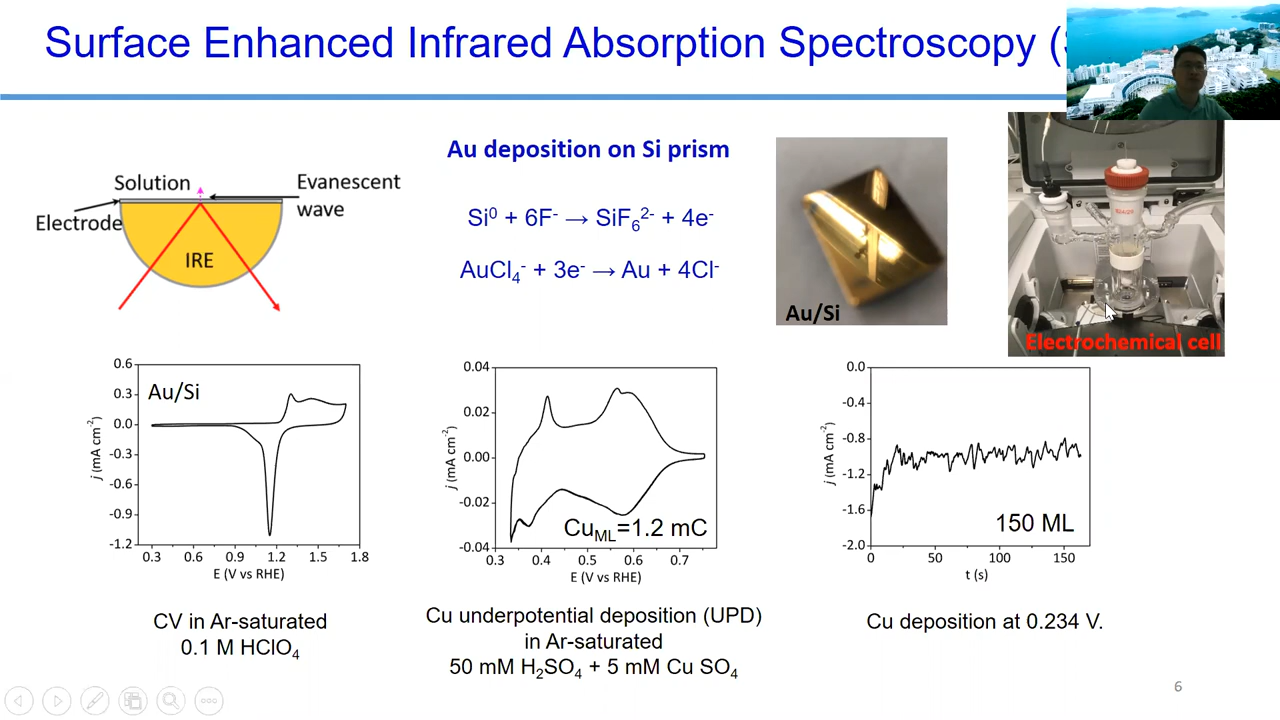 Surface Enhanced Infrared Absorption Spectroscopy (
Solution
Evanescent
wave
Electrode
IRE
Au deposition on Si prism
Si⁰ + 6F⁻ → SiF₆²⁻ + 4e⁻
AuCl₄⁻ + 3e⁻ → Au + 4Cl⁻
Au/Si
Electrochemical cell
Au/Si
0.6
0.3
0.0
-0.3
-0.6
-0.9
-1.2
j (mA cm⁻²)
0.3 0.6 0.9 1.2 1.5 1.8
E (V vs RHE)
CV in Ar-saturated
0.1 M HClO₄
0.04
0.02
0.00
-0.02
-0.04
j (mA cm⁻²)
Cu_ML=1.2 mC
0.3 0.4 0.5 0.6 0.7
E (V vs RHE)
Cu underpotential deposition (UPD)
in Ar-saturated
50 mM H₂SO₄ + 5 mM Cu SO₄
0.0
-0.4
-0.8
-1.2
-1.6
-2.0
j (mA cm⁻²)
150 ML
0 50 100 150
t (s)
Cu deposition at 0.234 V.
6